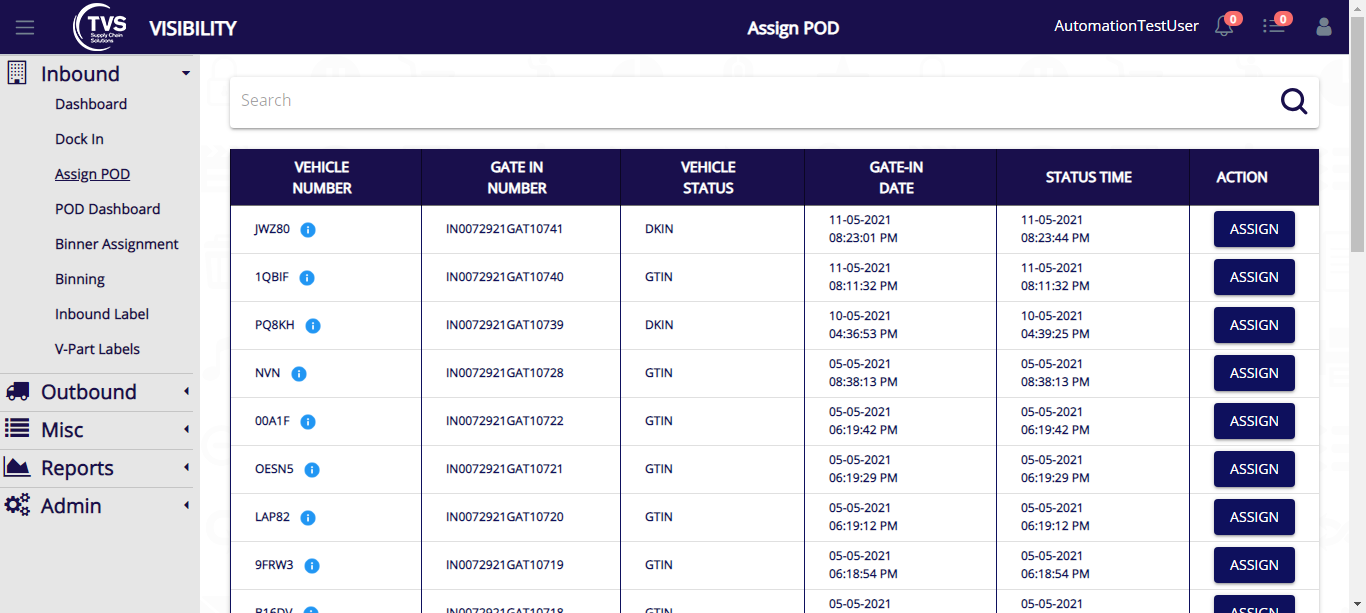 TVS
Supply Chain
Solutions
VISIBILITY
Assign POD
AutomationTestUser
0
0
Inbound
Dashboard
Dock In
Assign POD
POD Dashboard
Binner Assignment
Binning
Inbound Label
V-Part Labels
Outbound
Misc
Reports
Admin
Search
VEHICLE NUMBER
GATE IN NUMBER
VEHICLE STATUS
GATE-IN DATE
STATUS TIME
ACTION
JWZ80 IN0072921GAT10741 DKIN 11-05-2021 08:23:01 PM 11-05-2021 08:23:44 PM ASSIGN
1QBIF IN0072921GAT10740 GTIN 11-05-2021 08:11:32 PM 11-05-2021 08:11:32 PM ASSIGN
PQ8KH IN0072921GAT10739 DKIN 10-05-2021 04:36:53 PM 10-05-2021 04:39:25 PM ASSIGN
NVN IN0072921GAT10728 GTIN 05-05-2021 08:38:13 PM 05-05-2021 08:38:13 PM ASSIGN
00A1F IN0072921GAT10722 GTIN 05-05-2021 06:19:42 PM 05-05-2021 06:19:42 PM ASSIGN
OESN5 IN0072921GAT10721 GTIN 05-05-2021 06:19:29 PM 05-05-2021 06:19:29 PM ASSIGN
LAP82 IN0072921GAT10720 GTIN 05-05-2021 06:19:12 PM 05-05-2021 06:19:12 PM ASSIGN
9FRW3 IN0072921GAT10719 GTIN 05-05-2021 06:18:54 PM 05-05-2021 06:18:54 PM ASSIGN
B16DV IN0072921GAT10718 GTIN 05-05-2021 05-05-2021 ASSIGN